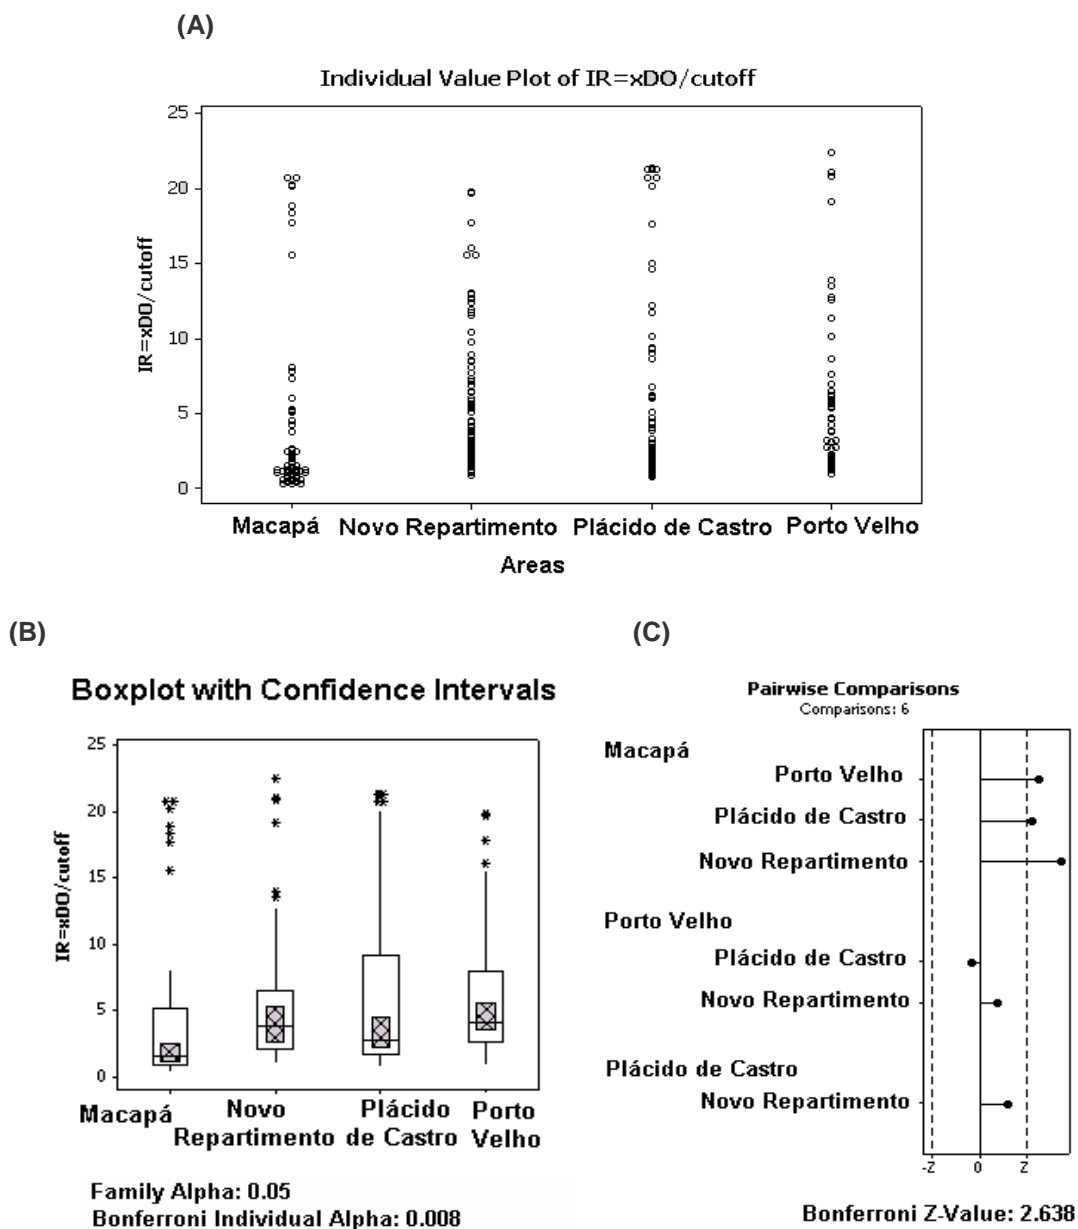 (A)
Individual Value Plot of IR=xDO/cutoff
IR=xDO/cutoff
25
20
15
10
5
0
Macapá Novo Repartimento Plácido de Castro Porto Velho
Areas
(B)
Boxplot with Confidence Intervals
IR=xDO/cutoff
25
20
15
10
5
0
Macapá Novo Repartimento Plácido de Castro Porto Velho
Family Alpha: 0.05
Bonferroni Individual Alpha: 0.008
(C)
Pairwise Comparisons
Comparisons: 6
Macapá
Porto Velho
Plácido de Castro
Novo Repartimento
Porto Velho
Plácido de Castro
Novo Repartimento
Plácido de Castro
Novo Repartimento
-Z 0 Z
Bonferroni Z-Value: 2.638